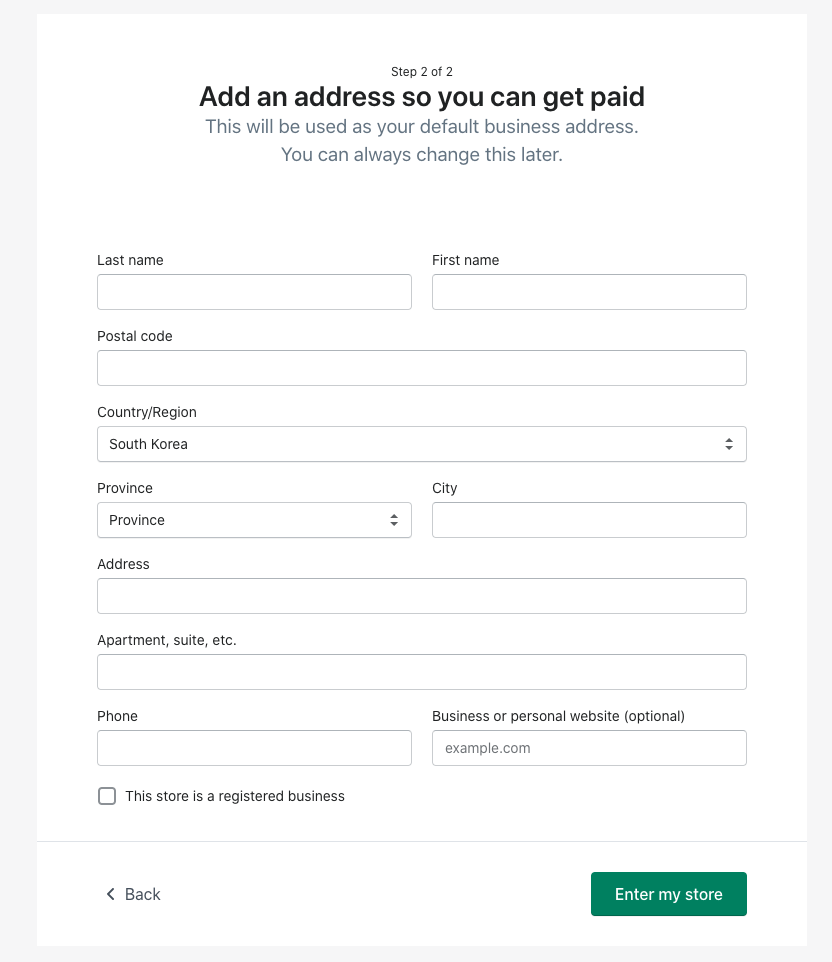 Step 2 of 2
Add an address so you can get paid
This will be used as your default business address.
You can always change this later.
Last name
First name
Postal code
Country/Region
South Korea
Province
City
Province
Address
Apartment, suite, etc.
Phone
Business or personal website (optional)
example.com
This store is a registered business
Back
Enter my store